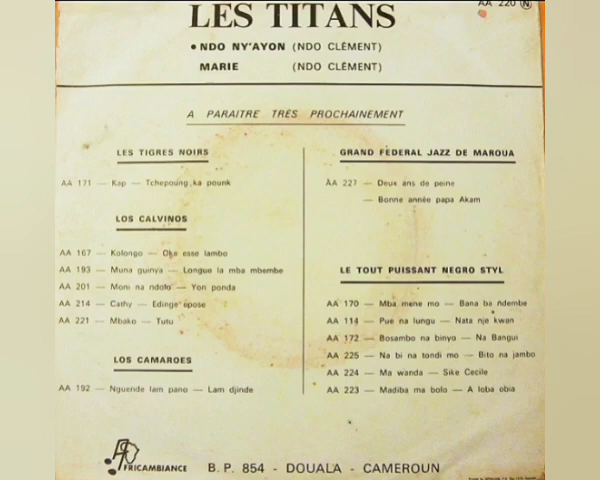 LES TITANS
AA 220 N
• NDO NY'AYON (NDO CLÉMENT)
MARIE (NDO CLÉMENT)
A PARAITRE TRES PROCHAINEMENT
LES TIGRES NOIRS
AA 171 — Kap — Tchepoung ka pounk
LOS CALVINOS
AA 167 — Kolongo — Oke esse lambo
AA 193 — Muna guinya — Longue la mba mbembe
AA 201 — Moni na ndolo — Yon ponda
AA 214 — Cathy — Edinge epose
AA 221 — Mbako — Tutu
LOS CAMAROES
AA 192 — Nguende lam pano — Lam djinde
GRAND FEDERAL JAZZ DE MAROUA
AA 227 — Deux ans de peine
— Bonne année papa Akam
LE TOUT PUISSANT NEGRO STYL
AA 170 — Mba mene mo — Bana ba ndembe
AA 114 — Pue na lungu — Nata nje kwan
AA 172 — Bosambo na binyo — Na Bangui
AA 225 — Na bi na tondi mo — Bito na jambo
AA 224 — Ma wanda — Sike Cecile
AA 223 — Madiba ma bolo — A loba obia
AFRICAMBIANCE B. P. 854 - DOUALA - CAMEROUN